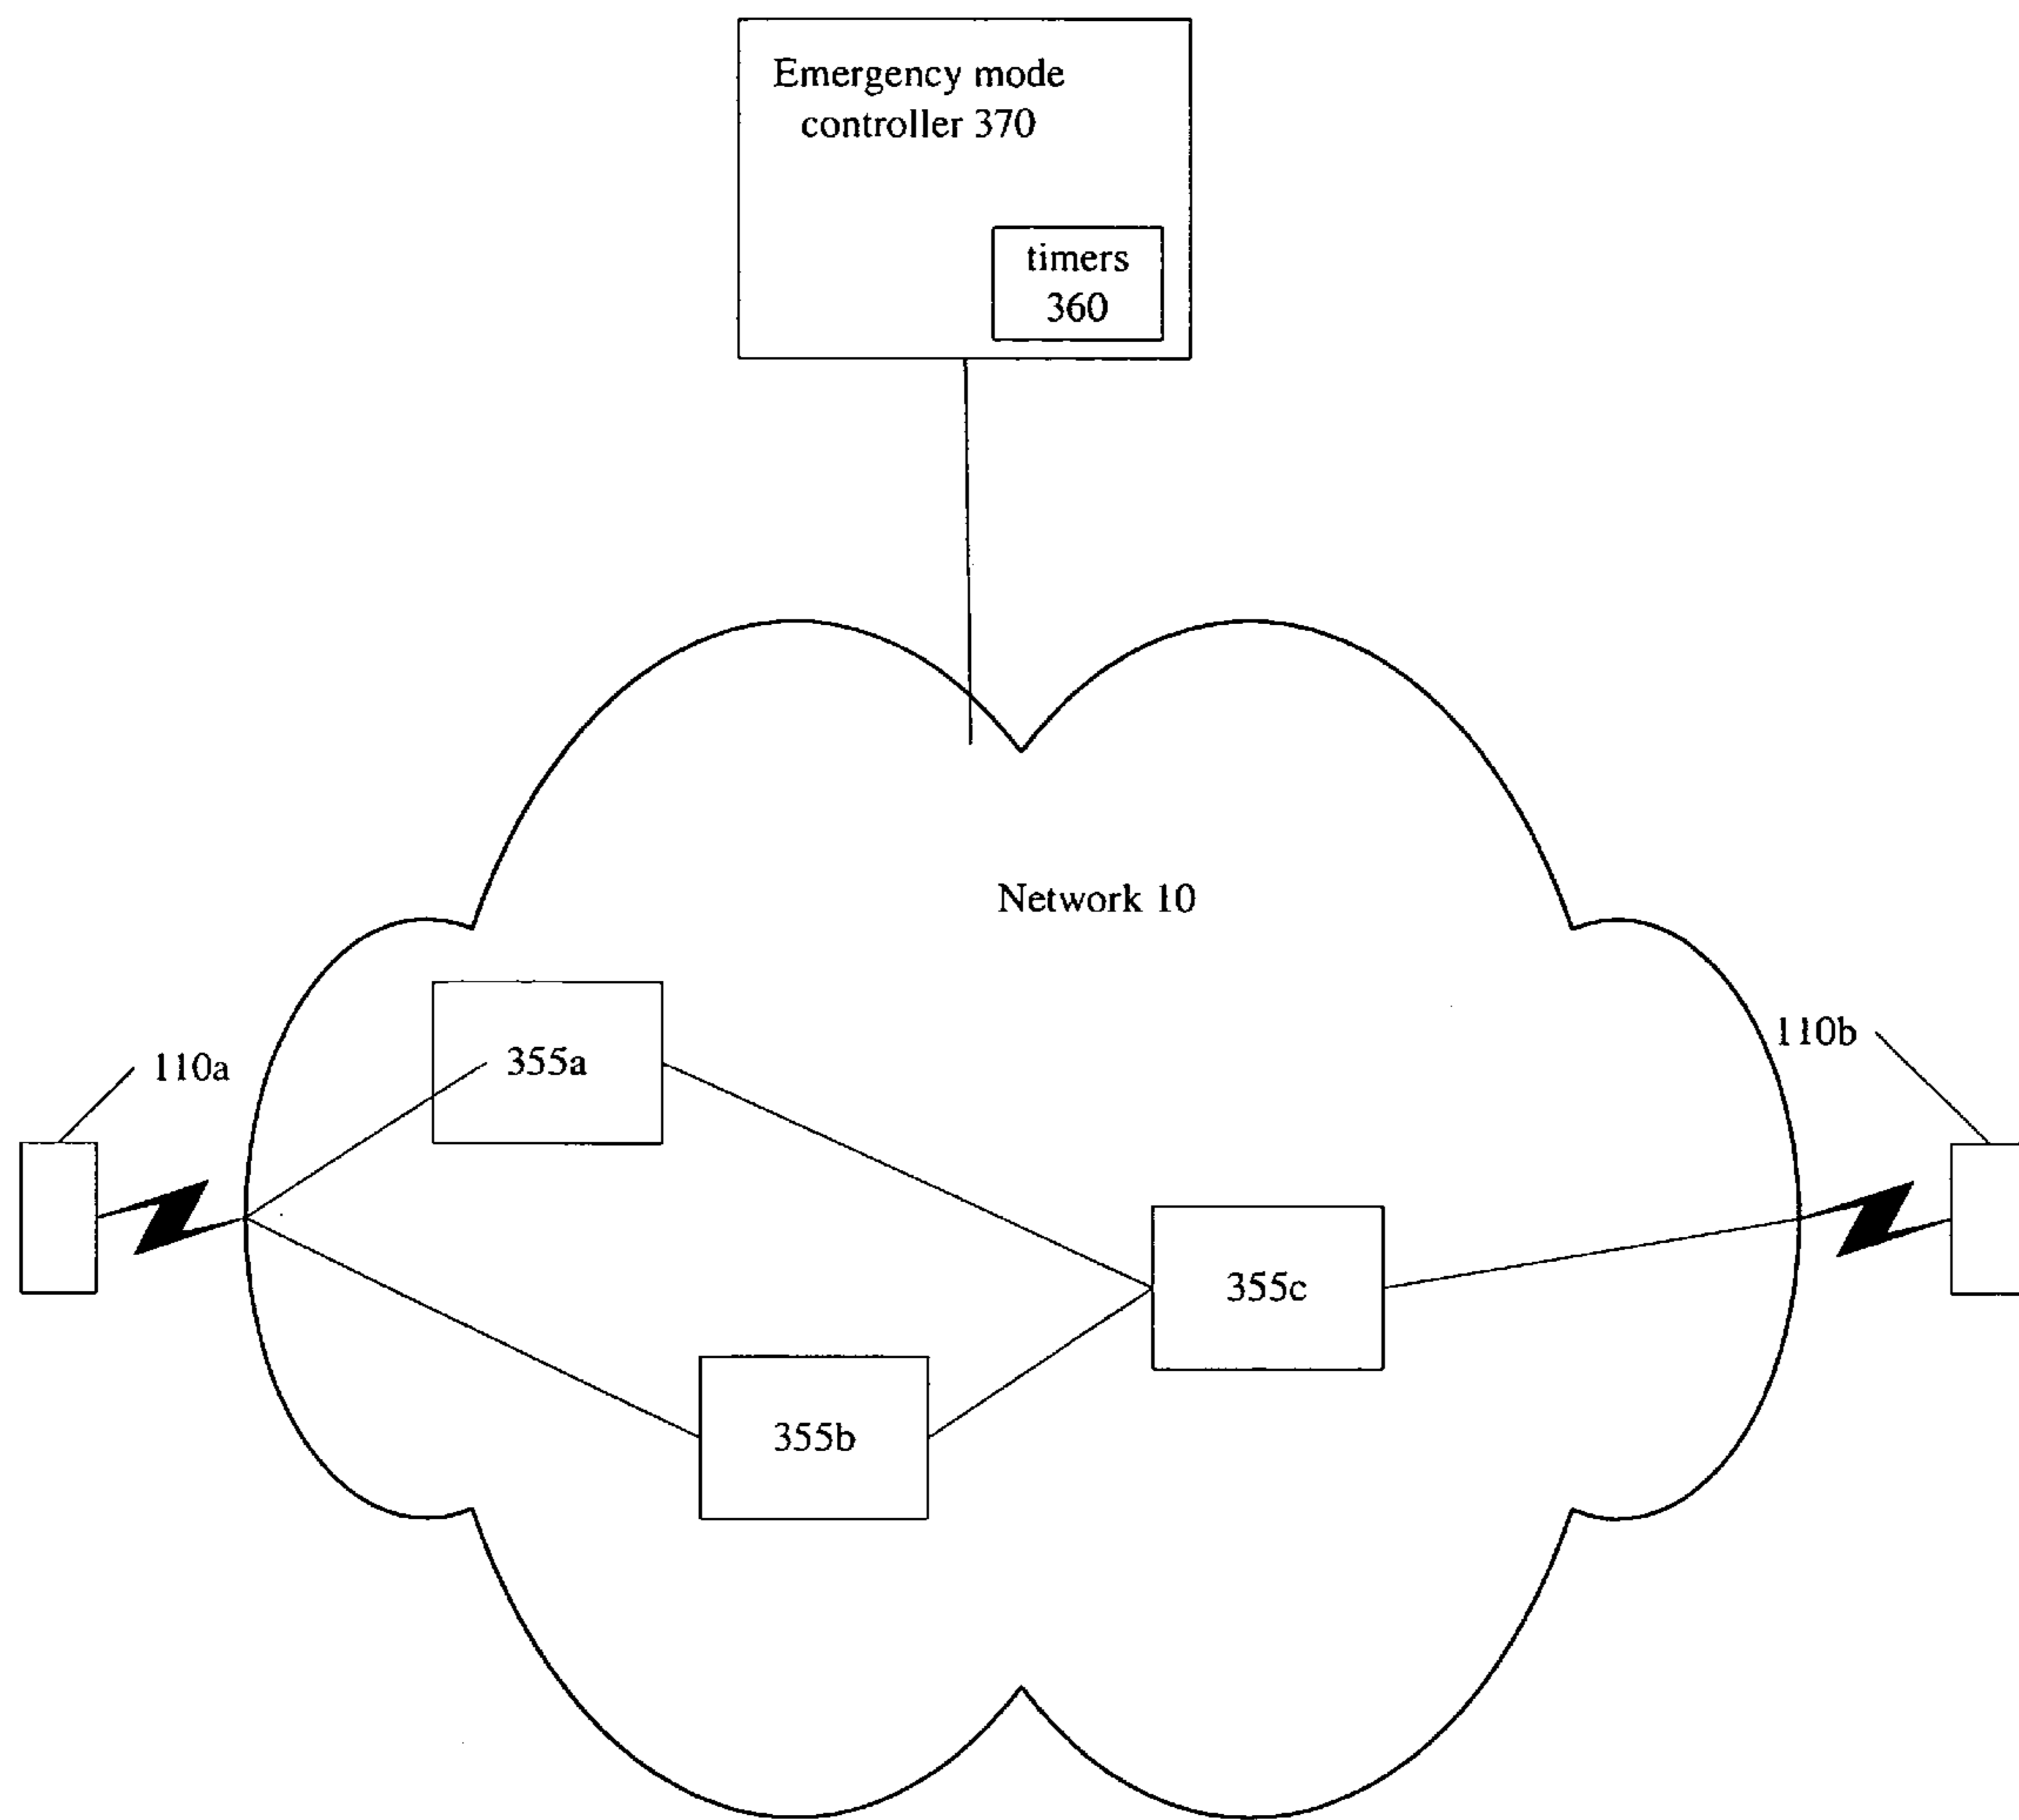 Emergency mode
controller 370
timers
360
Network 10
110b
355a
110a
355c
355b